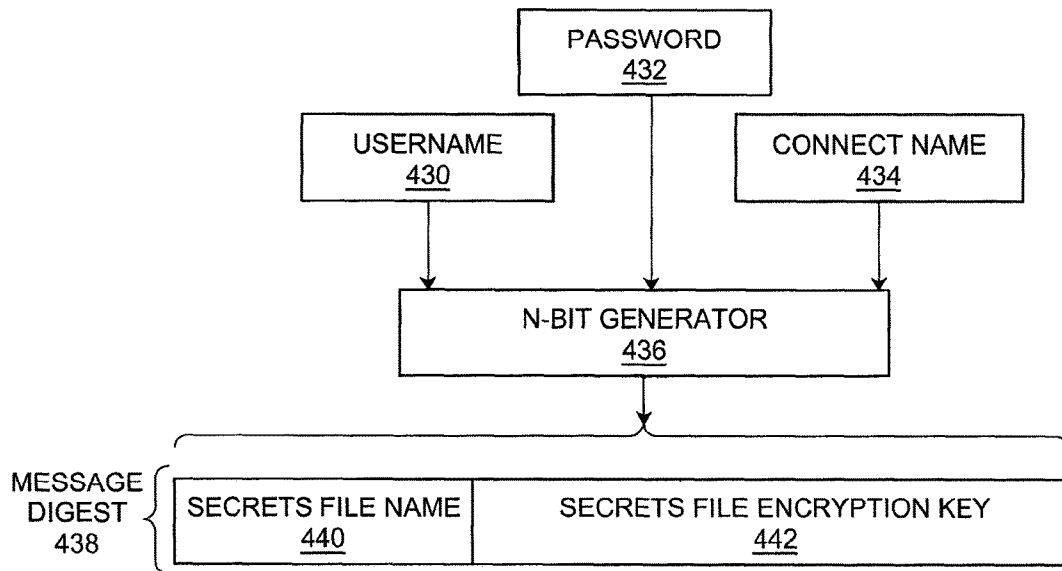 PASSWORD
432
USERNAME
430
CONNECT NAME
434
N-BIT GENERATOR
436
MESSAGE
DIGEST
438
SECRETS FILE NAME
440
SECRETS FILE ENCRYPTION KEY
442